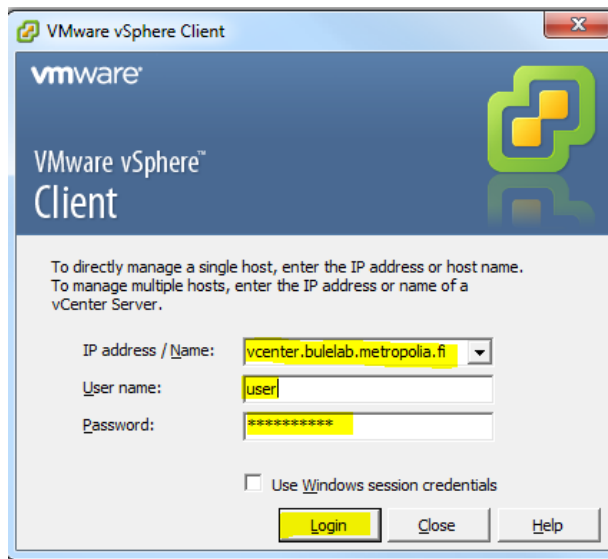 VMware vSphere Client
vmware
VMware vSphere™
Client
To directly manage a single host, enter the IP address or host name.
To manage multiple hosts, enter the IP address or name of a
vCenter Server.
IP address / Name: vcenter.bulelab.metropolia.fi
User name: user
Password: **********
Use Windows session credentials
Login Close Help